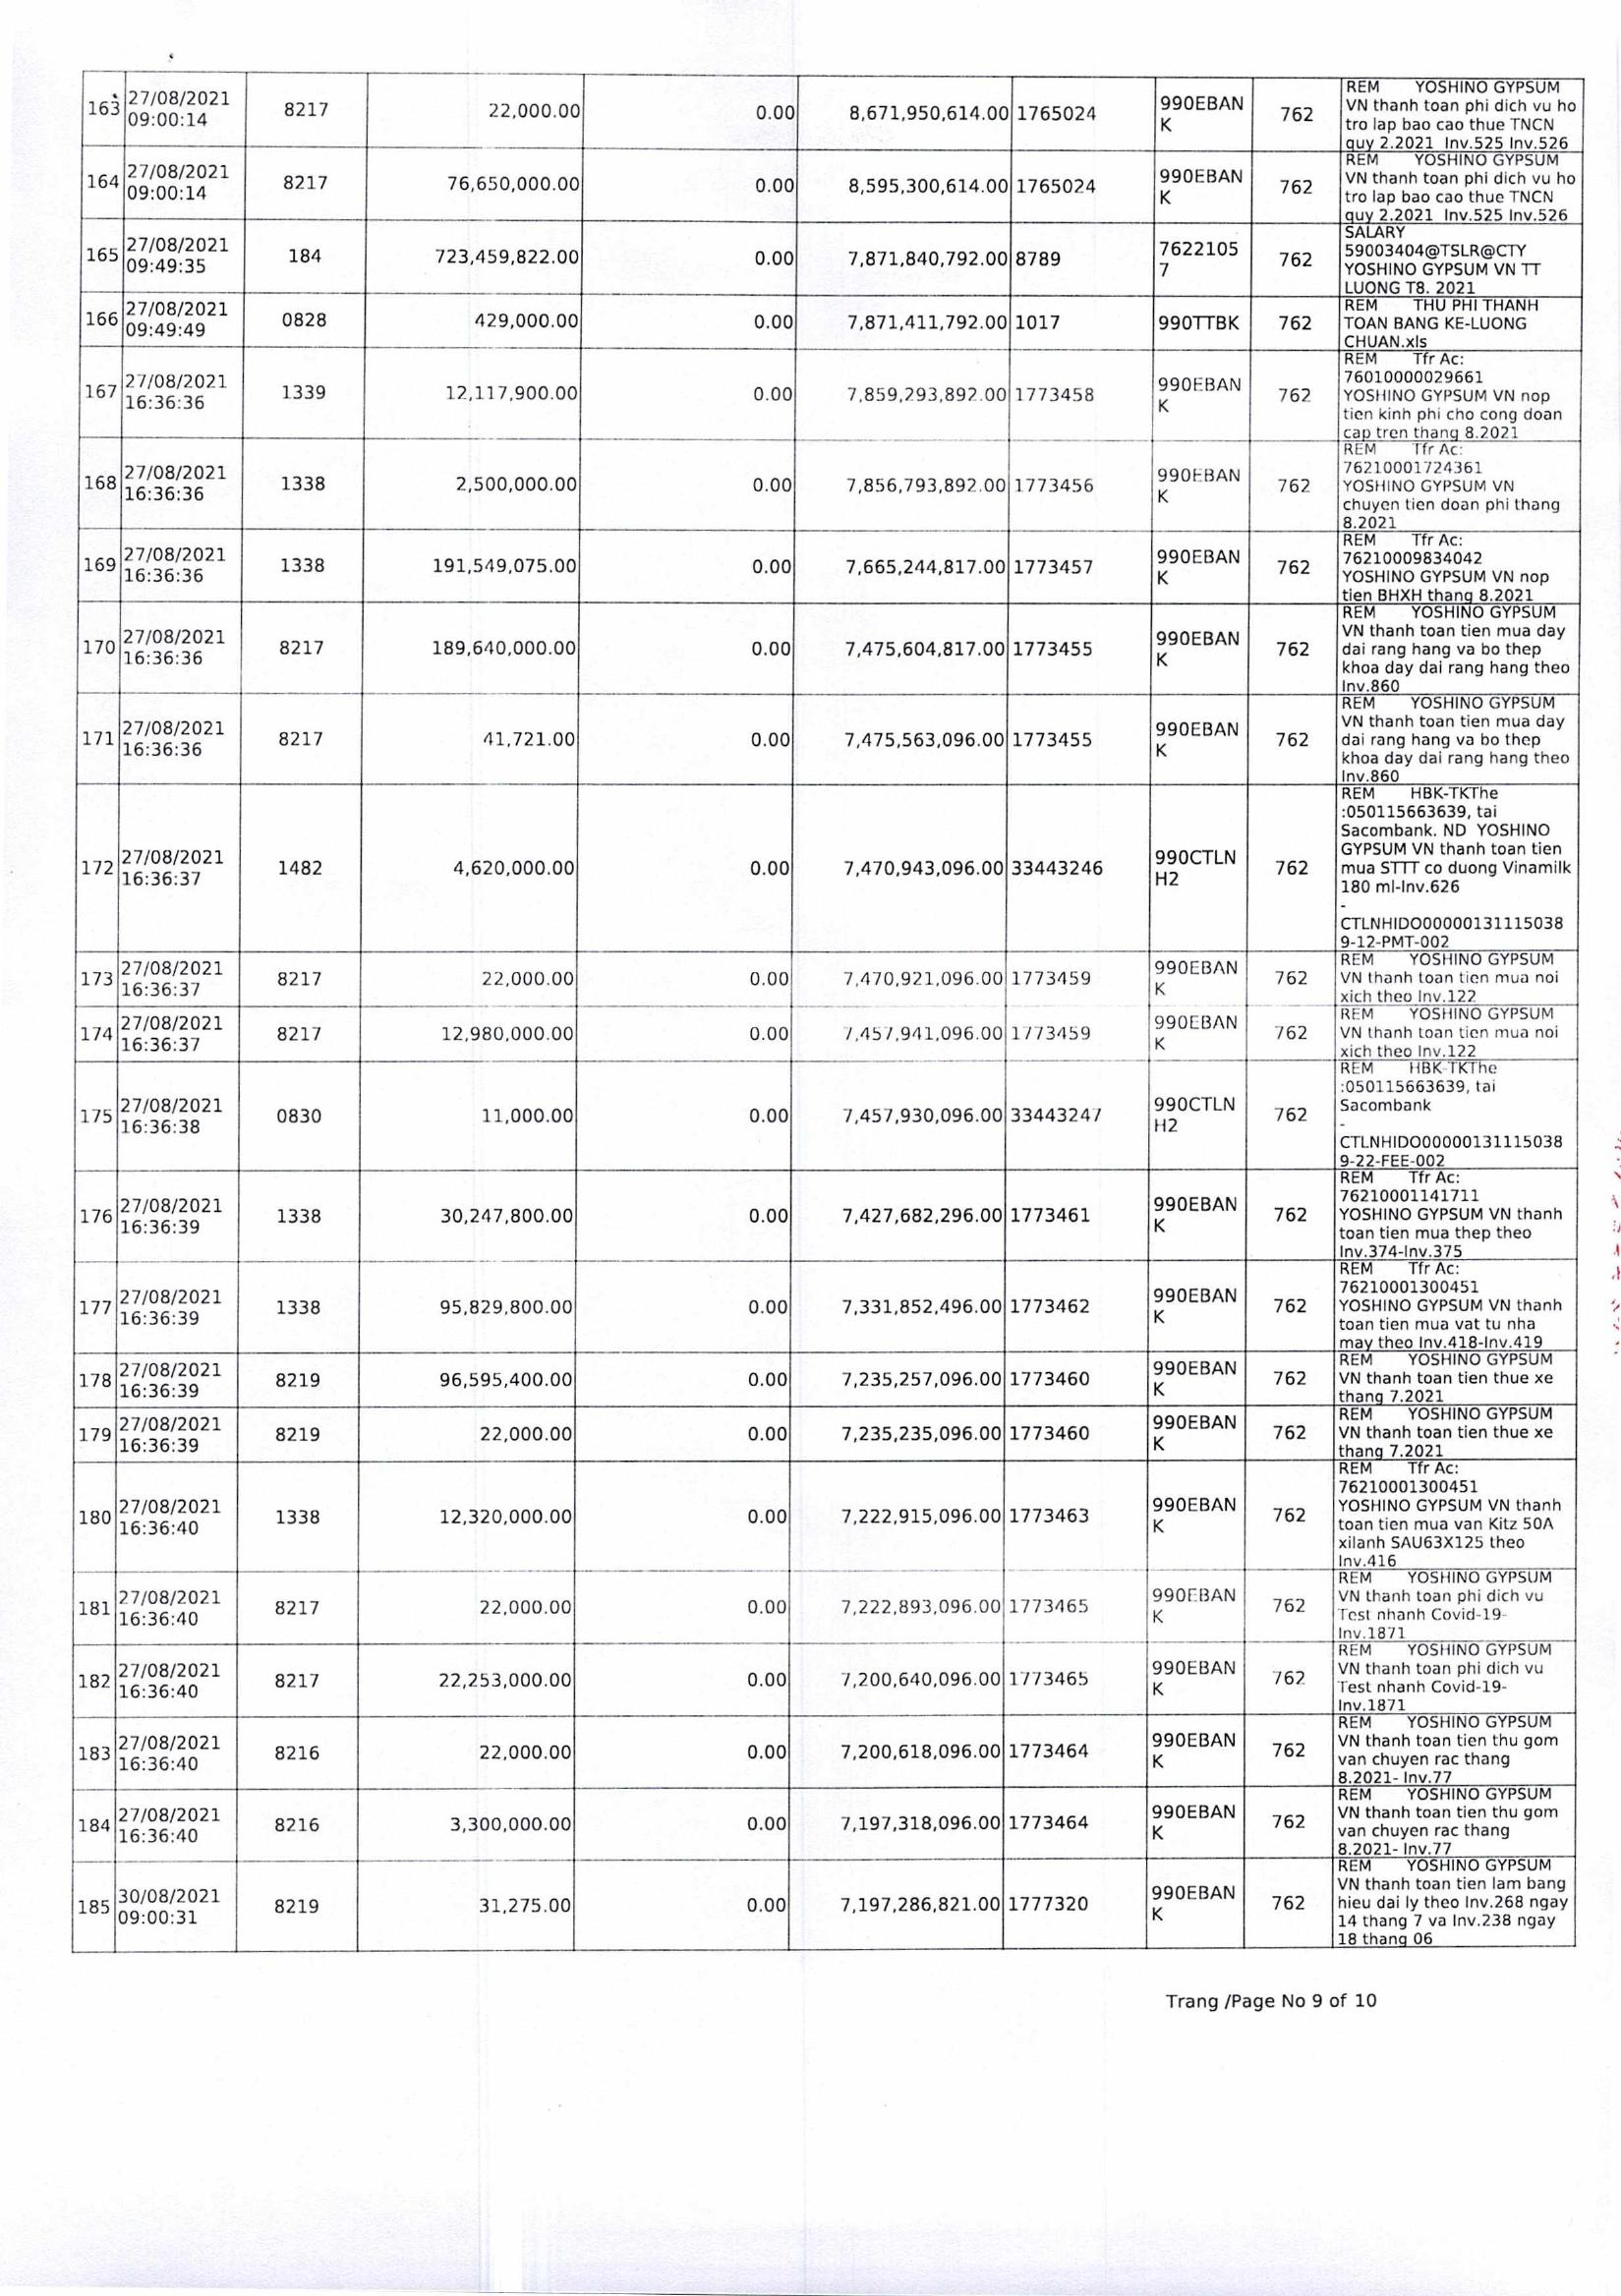 163 27/08/2021 09:00:14 8217 22,000.00 0.00 8,671,950,614.00 1765024 990EBAN K 762 REM YOSHINO GYPSUM
VN thanh toan phi dich vu ho
tro lap bao cao thue TNCN
quy 2.2021 Inv.525 Inv.526
164 27/08/2021 09:00:14 8217 76,650,000.00 0.00 8,595,300,614.00 1765024 990EBAN K 762 REM YOSHINO GYPSUM
VN thanh toan phi dich vu ho
tro lap bao cao thue TNCN
quy 2.2021 Inv.525 Inv.526
165 27/08/2021 09:49:35 184 723,459,822.00 0.00 7,871,840,792.00 8789 7622105 7 762 SALARY
59003404@TSLR@CTY
YOSHINO GYPSUM VN TT
LUONG T8. 2021
166 27/08/2021 09:49:49 0828 429,000.00 0.00 7,871,411,792.00 1017 990TTBK 762 REM THU PHI THANH
TOAN BANG KE-LUONG
CHUAN.xls
167 27/08/2021 16:36:36 1339 12,117,900.00 0.00 7,859,293,892.00 1773458 990EBAN K 762 REM Tfr Ac:
76010000029661
YOSHINO GYPSUM VN nop
tien kinh phi cho cong doan
cap tren thang 8.2021
168 27/08/2021 16:36:36 1338 2,500,000.00 0.00 7,856,793,892.00 1773456 990EBAN K 762 REM Tfr Ac:
76210001724361
YOSHINO GYPSUM VN
chuyen tien doan phi thang
8.2021
169 27/08/2021 16:36:36 1338 191,549,075.00 0.00 7,665,244,817.00 1773457 990EBAN K 762 REM Tfr Ac:
76210009834042
YOSHINO GYPSUM VN nop
tien BHXH thang 8.2021
170 27/08/2021 16:36:36 8217 189,640,000.00 0.00 7,475,604,817.00 1773455 990EBAN K 762 REM YOSHINO GYPSUM
VN thanh toan tien mua day
dai rang hang va bo thep
khoa day dai rang hang theo
Inv.860
171 27/08/2021 16:36:36 8217 41,721.00 0.00 7,475,563,096.00 1773455 990EBAN K 762 REM YOSHINO GYPSUM
VN thanh toan tien mua day
dai rang hang va bo thep
khoa day dai rang hang theo
Inv.860
172 27/08/2021 16:36:37 1482 4,620,000.00 0.00 7,470,943,096.00 33443246 990CTLN H2 762 REM HBK-TKThe
:050115663639, tai
Sacombank. ND YOSHINO
GYPSUM VN thanh toan tien
mua STTT co duong Vinamilk
180 ml-Inv.626
-
CTLNHIDO00000131115038
9-12-PMT-002
173 27/08/2021 16:36:37 8217 22,000.00 0.00 7,470,921,096.00 1773459 990EBAN K 762 REM YOSHINO GYPSUM
VN thanh toan tien mua noi
xich theo Inv.122
174 27/08/2021 16:36:37 8217 12,980,000.00 0.00 7,457,941,096.00 1773459 990EBAN K 762 REM YOSHINO GYPSUM
VN thanh toan tien mua noi
xich theo Inv.122
175 27/08/2021 16:36:38 0830 11,000.00 0.00 7,457,930,096.00 33443247 990CTLN H2 762 REM HBK-TKThe
:050115663639, tai
Sacombank
-
CTLNHIDO00000131115038
9-22-FEE-002
176 27/08/2021 16:36:39 1338 30,247,800.00 0.00 7,427,682,296.00 1773461 990EBAN K 762 REM Tfr Ac:
76210001141711
YOSHINO GYPSUM VN thanh
toan tien mua thep theo
Inv.374-Inv.375
177 27/08/2021 16:36:39 1338 95,829,800.00 0.00 7,331,852,496.00 1773462 990EBAN K 762 REM Tfr Ac:
76210001300451
YOSHINO GYPSUM VN thanh
toan tien mua vat tu nha
may theo Inv.418-Inv.419
178 27/08/2021 16:36:39 8219 96,595,400.00 0.00 7,235,257,096.00 1773460 990EBAN K 762 REM YOSHINO GYPSUM
VN thanh toan tien thue xe
thang 7.2021
179 27/08/2021 16:36:39 8219 22,000.00 0.00 7,235,235,096.00 1773460 990EBAN K 762 REM YOSHINO GYPSUM
VN thanh toan tien thue xe
thang 7.2021
180 27/08/2021 16:36:40 1338 12,320,000.00 0.00 7,222,915,096.00 1773463 990EBAN K 762 REM Tfr Ac:
76210001300451
YOSHINO GYPSUM VN thanh
toan tien mua van Kitz 50A
xilanh SAU63X125 theo
Inv.416
181 27/08/2021 16:36:40 8217 22,000.00 0.00 7,222,893,096.00 1773465 990EBAN K 762 REM YOSHINO GYPSUM
VN thanh toan phi dich vu
Test nhanh Covid-19-
Inv.1871
182 27/08/2021 16:36:40 8217 22,253,000.00 0.00 7,200,640,096.00 1773465 990EBAN K 762 REM YOSHINO GYPSUM
VN thanh toan phi dich vu
Test nhanh Covid-19-
Inv.1871
183 27/08/2021 16:36:40 8216 22,000.00 0.00 7,200,618,096.00 1773464 990EBAN K 762 REM YOSHINO GYPSUM
VN thanh toan tien thu gom
van chuyen rac thang
8.2021- Inv.77
184 27/08/2021 16:36:40 8216 3,300,000.00 0.00 7,197,318,096.00 1773464 990EBAN K 762 REM YOSHINO GYPSUM
VN thanh toan tien thu gom
van chuyen rac thang
8.2021- Inv.77
185 30/08/2021 09:00:31 8219 31,275.00 0.00 7,197,286,821.00 1777320 990EBAN K 762 REM YOSHINO GYPSUM
VN thanh toan tien lam bang
hieu dai ly theo Inv.268 ngay
14 thang 7 va Inv.238 ngay
18 thang 06
Trang /Page No 9 of 10